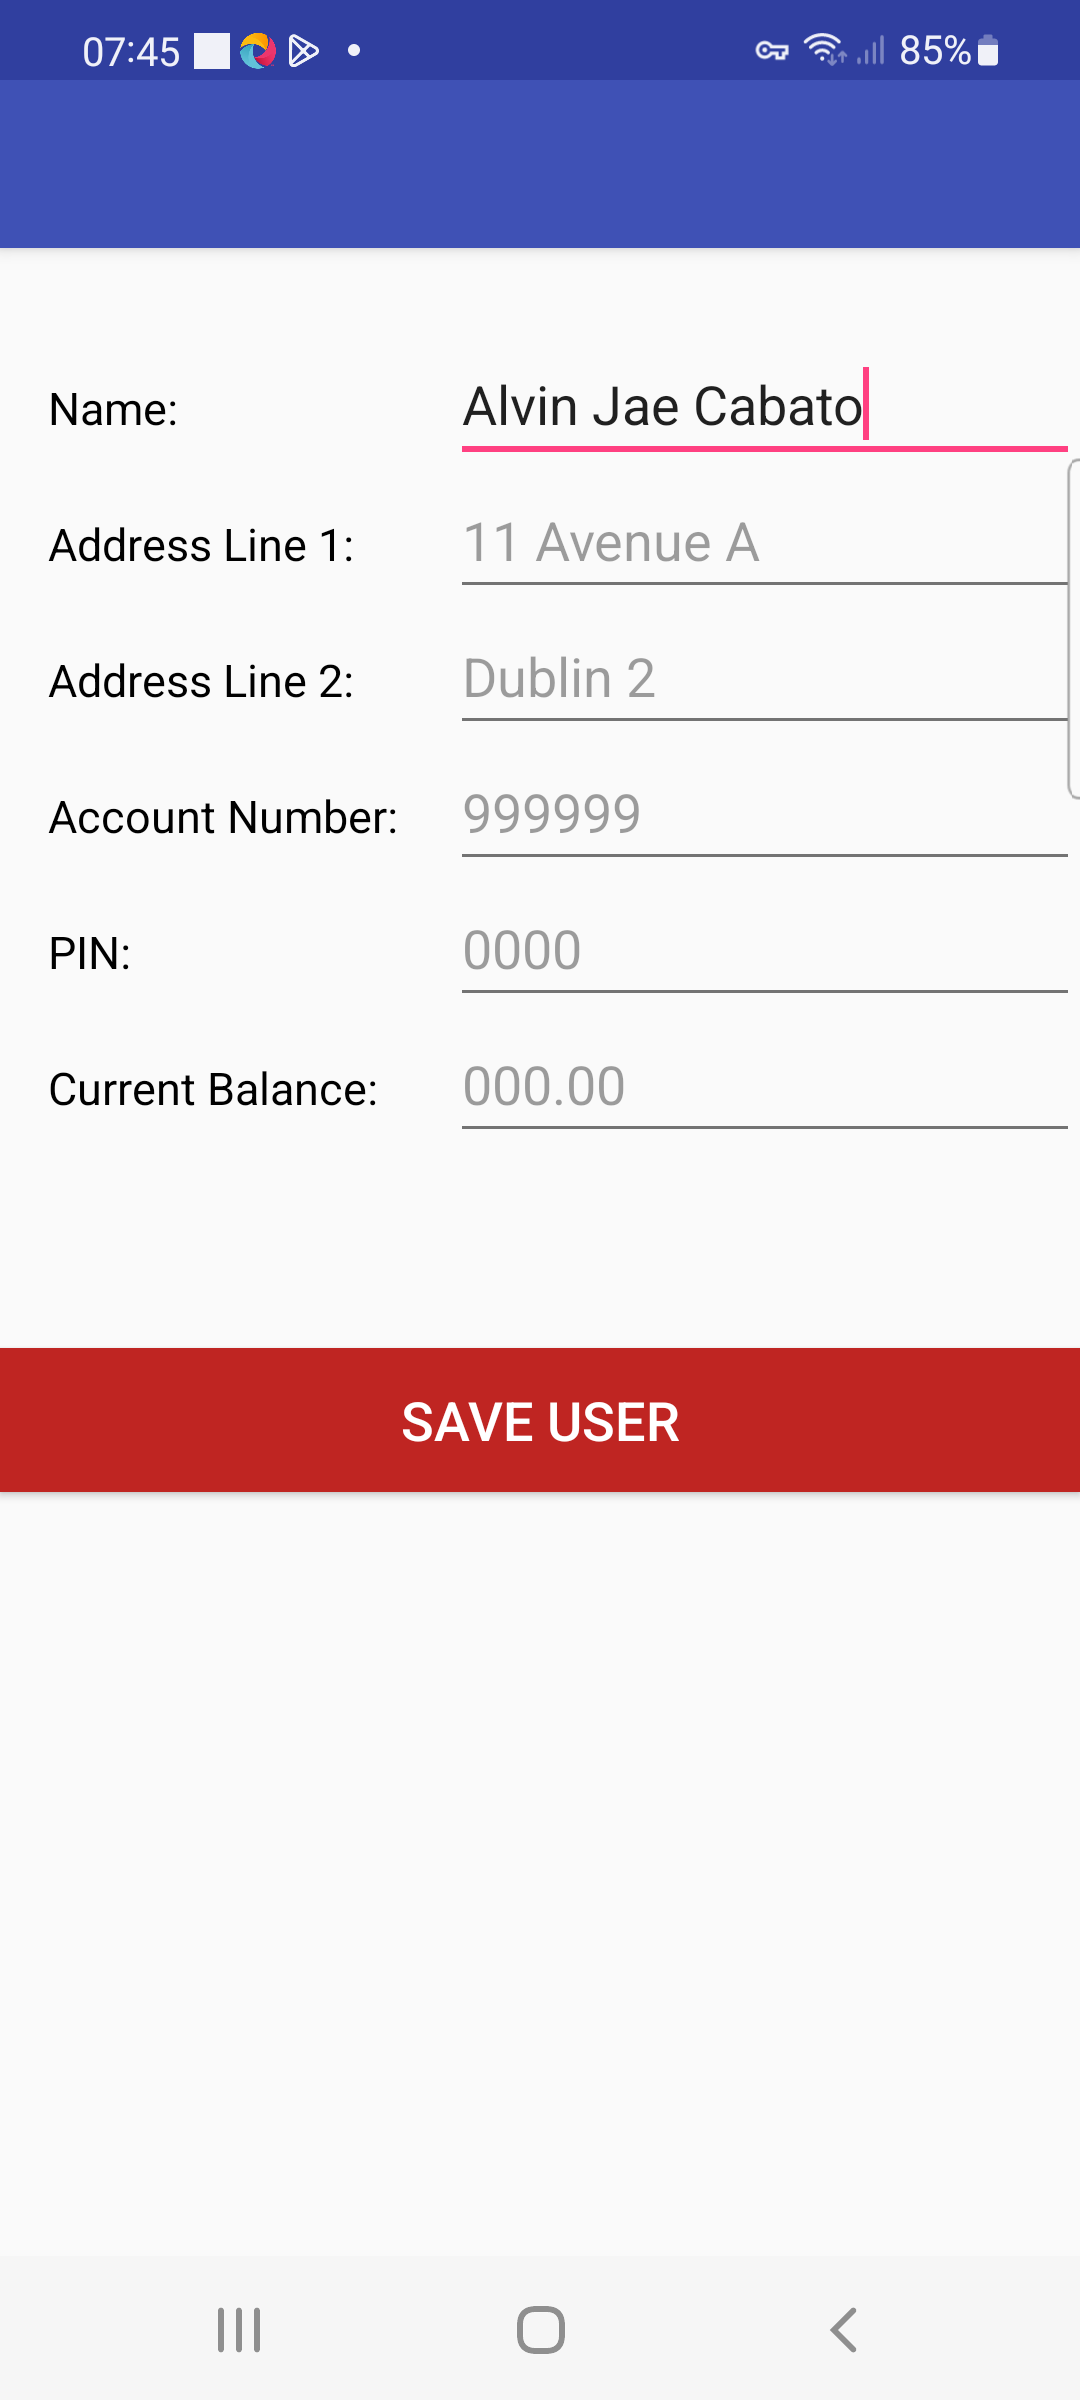 07:45 85%
Name: Alvin Jae Cabato
Address Line 1: 11 Avenue A
Address Line 2: Dublin 2
Account Number: 999999
PIN: 0000
Current Balance: 000.00
SAVE USER